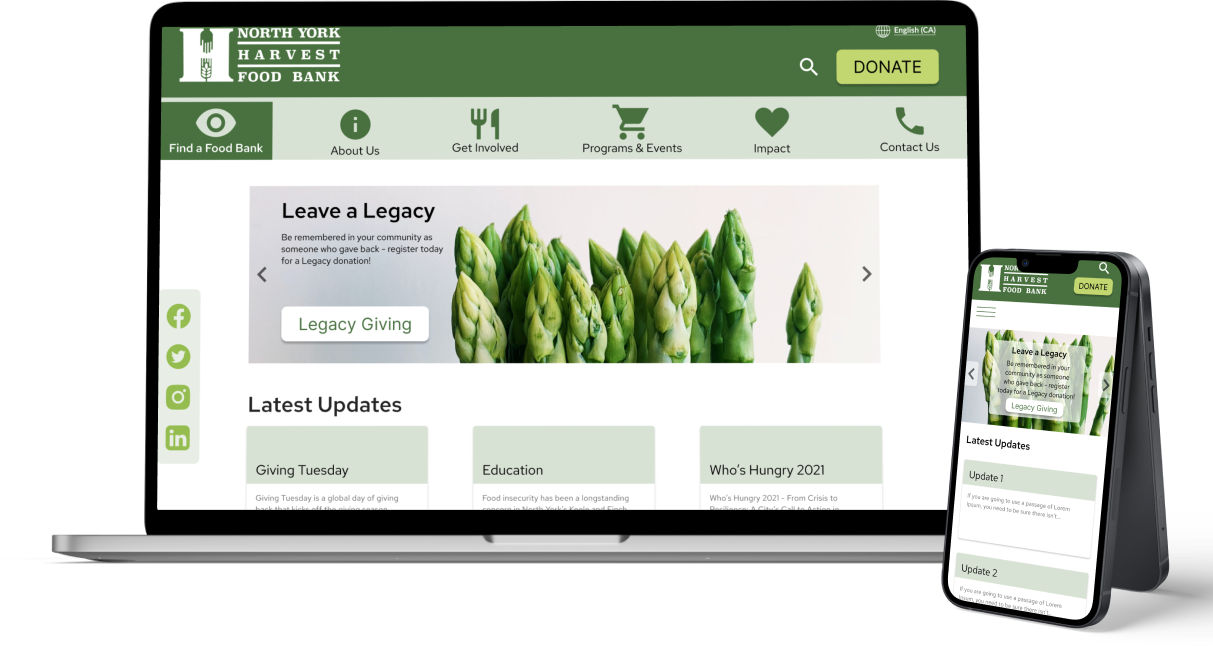 NORTH YORK
HARVEST
FOOD BANK
English (CA)
DONATE
Find a Food Bank
About Us
Get Involved
Programs & Events
Impact
Contact Us
Leave a Legacy
Be remembered in your community as
someone who gave back - register today
for a Legacy donation!
Legacy Giving
Latest Updates
Giving Tuesday
Giving Tuesday is a global day of giving
back that kicks off the giving season
Education
Food insecurity has been a longstanding
concern in North York's Keele and Finch
Who's Hungry 2021
Who's Hungry 2021 - From Crisis to
Resilience: A City's Call to Action in
HARVEST
FOOD BANK
DONATE
Leave a Legacy
Be remembered in your
community as someone
who gave back - register
today for a Legacy donation!
Legacy Giving
Latest Updates
Update 1
If you are going to use a passage of Lorem
Ipsum, you need to be sure there isn't...
Update 2
If you are going to use a passage of Lorem
Ipsum, you need to be sure there isn't...